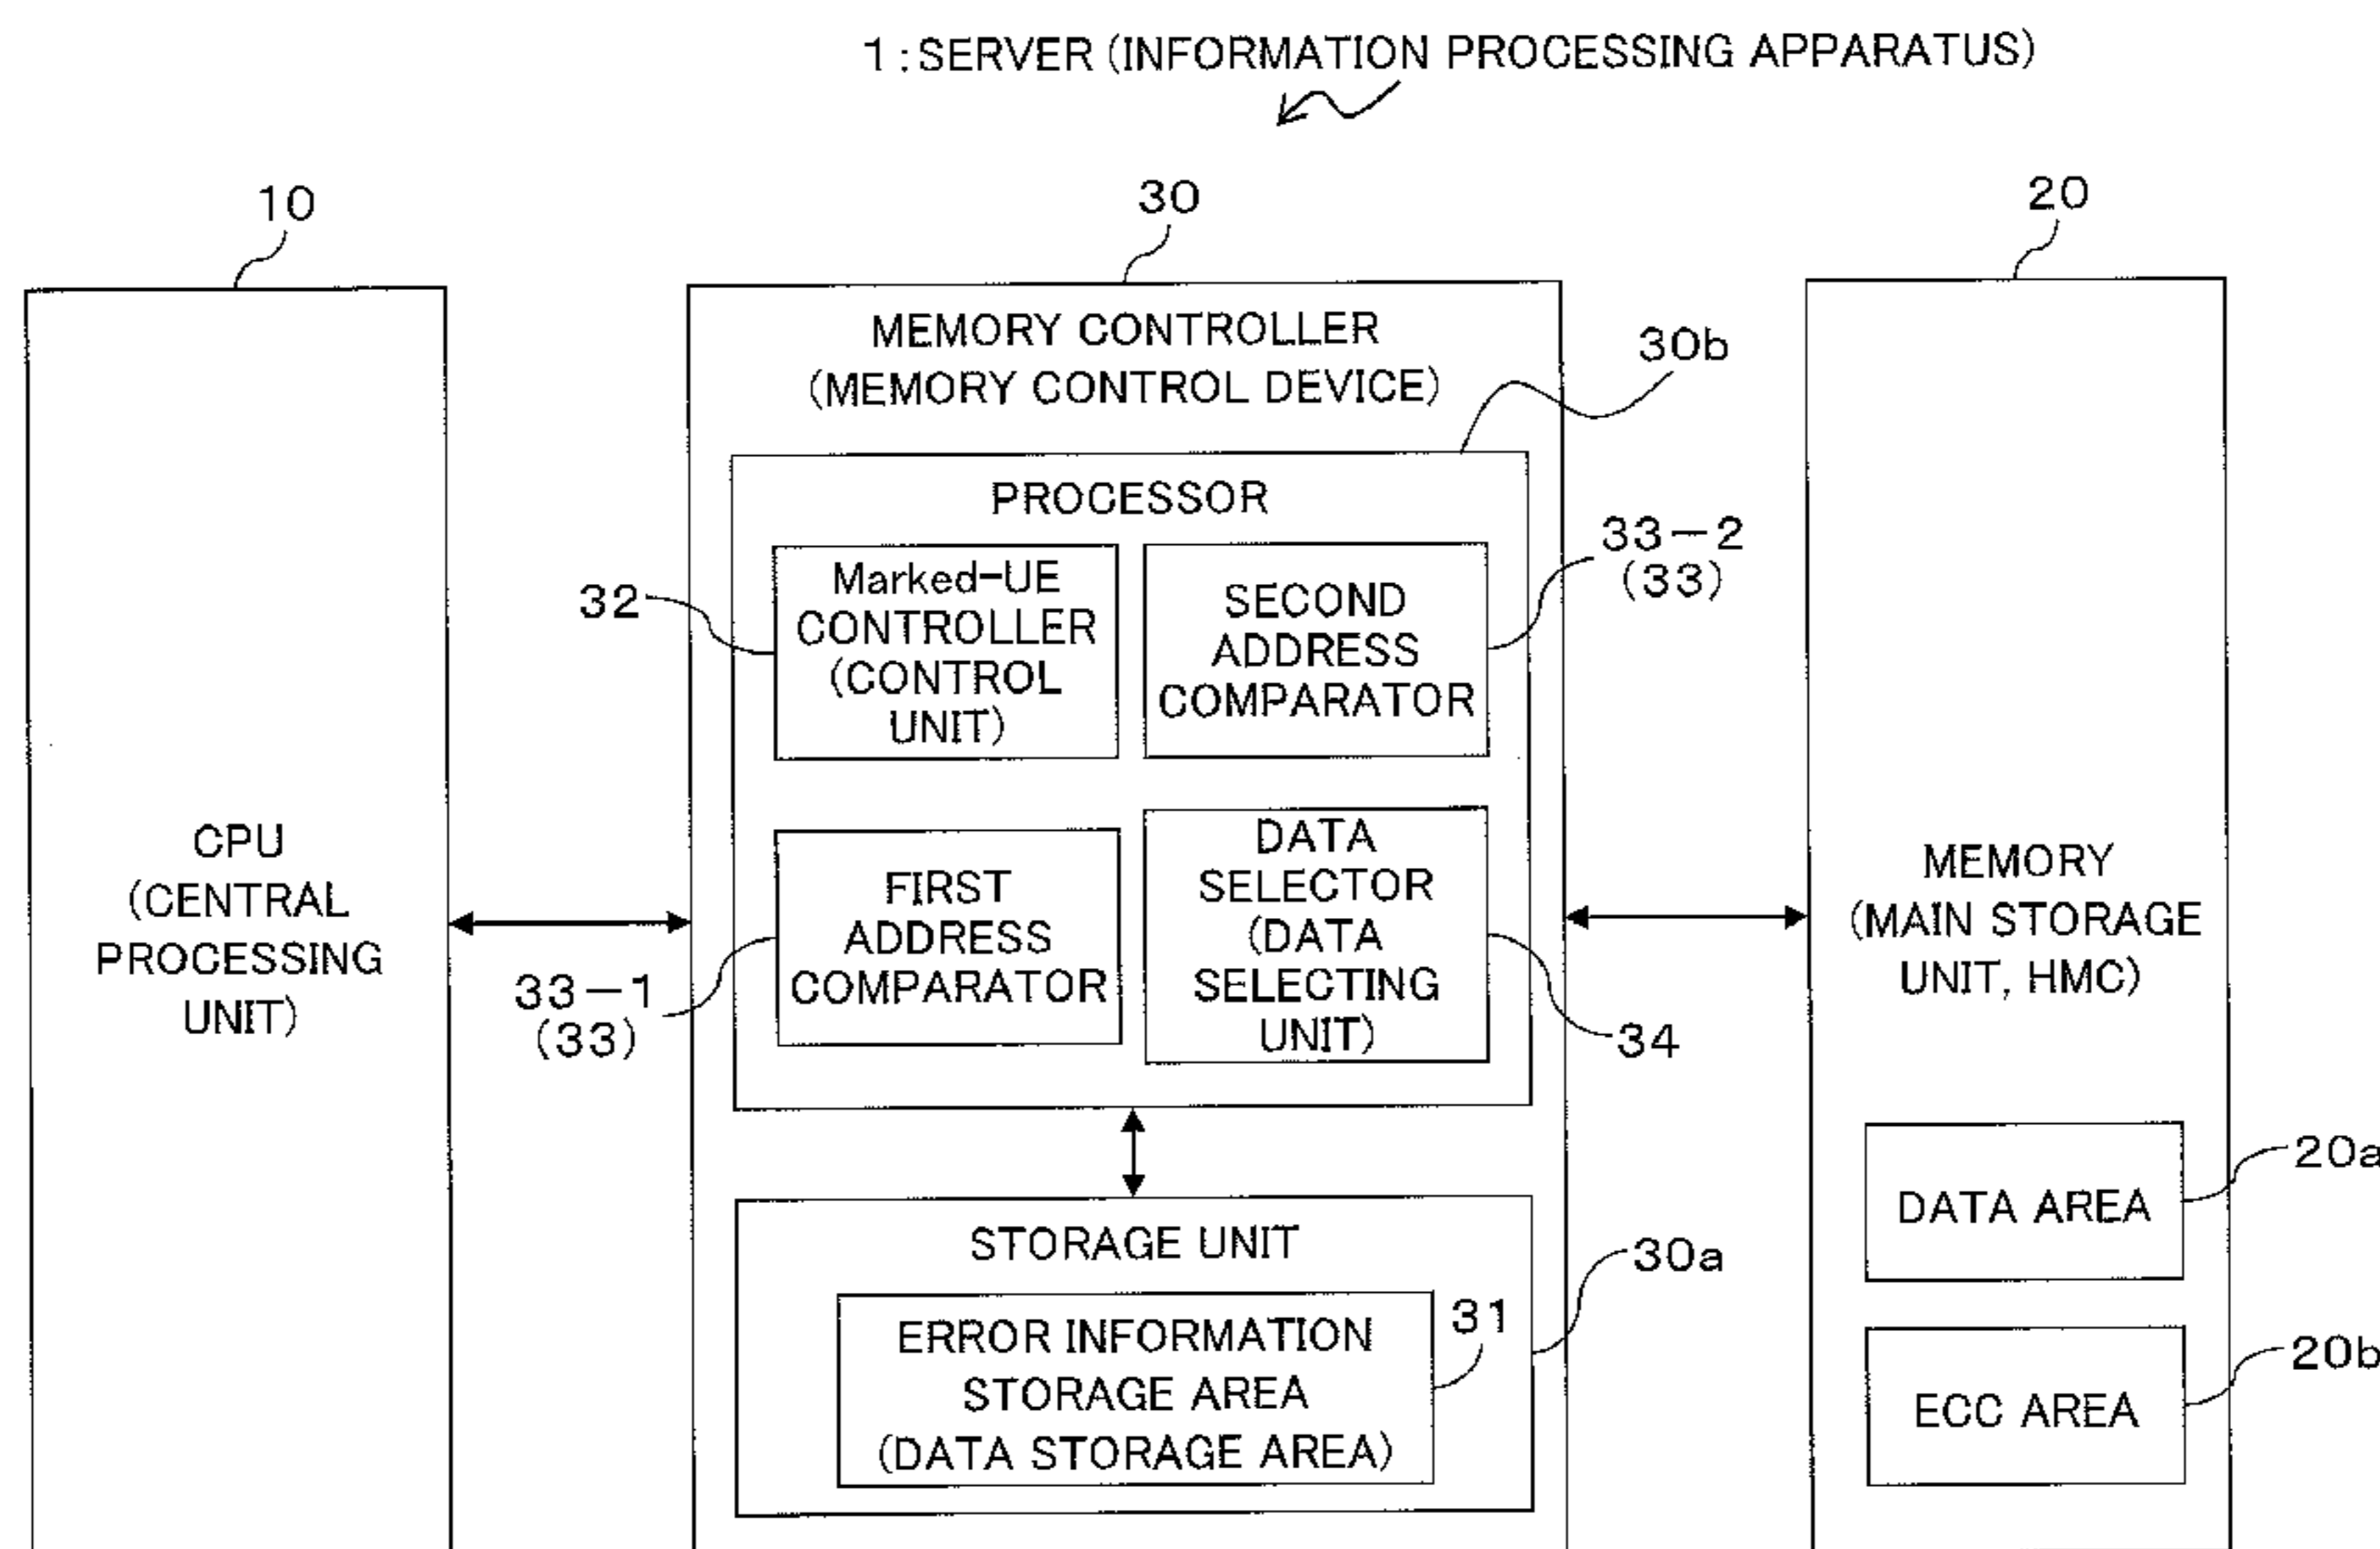 1:SERVER (INFORMATION PROCESSING APPARATUS)
10
30
20
MEMORY CONTROLLER
(MEMORY CONTROL DEVICE)
30b
PROCESSOR
32
Marked-UE
CONTROLLER
(CONTROL
UNIT)
SECOND
ADDRESS
COMPARATOR
33-2
(33)
CPU
(CENTRAL
PROCESSING
UNIT)
33-1
(33)
FIRST
ADDRESS
COMPARATOR
DATA
SELECTOR
(DATA
SELECTING
UNIT)
34
MEMORY
(MAIN STORAGE
UNIT, HMC)
STORAGE UNIT
30a
ERROR INFORMATION
STORAGE AREA
(DATA STORAGE AREA)
31
DATA AREA
20a
ECC AREA
20b